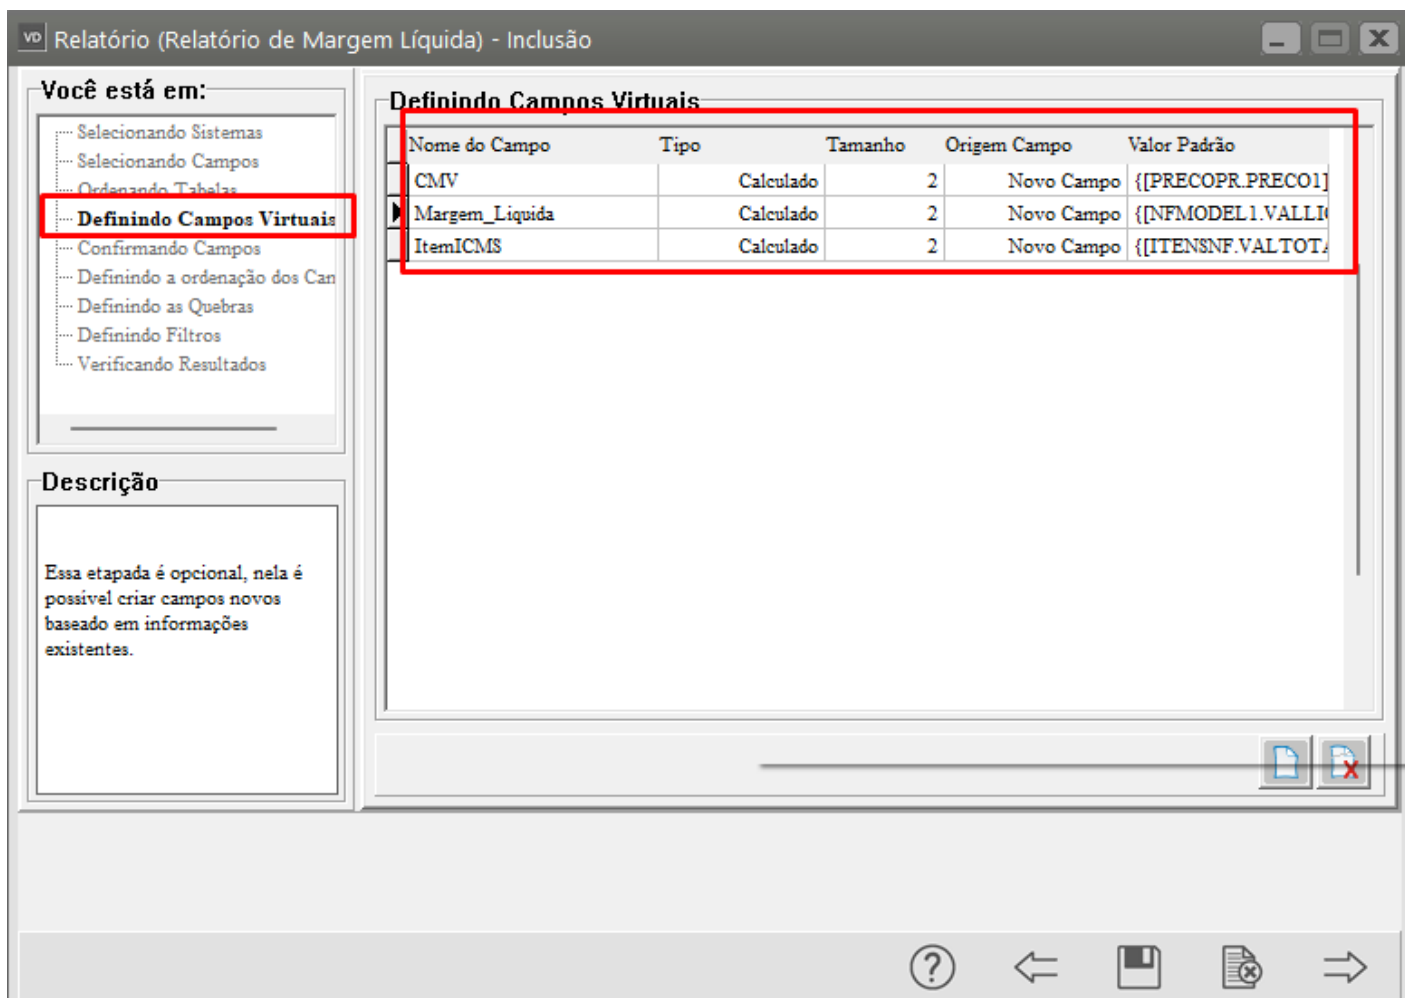 VD Relatório (Relatório de Margem Líquida) - Inclusão
Você está em:
Selecionando Sistemas
Selecionando Campos
Ordenando Tabelas
Definindo Campos Virtuais
Confirmando Campos
Definindo a ordenação dos Can
Definindo as Quebras
Definindo Filtros
Verificando Resultados
Descrição
Essa etapada é opcional, nela é
possível criar campos novos
baseado em informações
existentes.
Definindo Campos Virtuais
Nome do Campo Tipo Tamanho Origem Campo Valor Padrão
CMV Calculado 2 Novo Campo {[PRECOPR.PRECO1]
Margem_Liquida Calculado 2 Novo Campo {[NFMODEL1.VALLI
ItemICMS Calculado 2 Novo Campo {[ITENSNF.VALTOTA